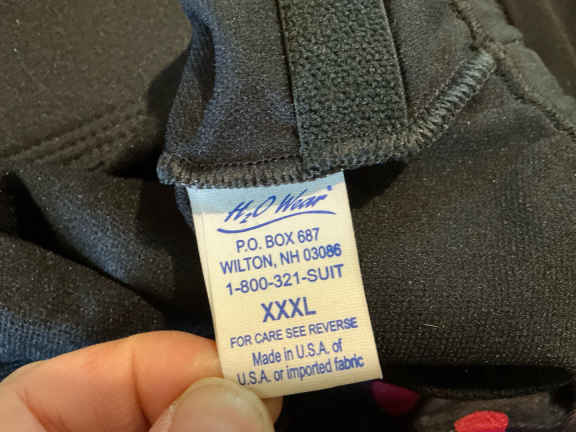 H2O Wear®
P.O. BOX 687
WILTON, NH 03086
1-800-321-SUIT
XXXL
FOR CARE SEE REVERSE
Made in U.S.A. of
U.S.A. or imported fabric